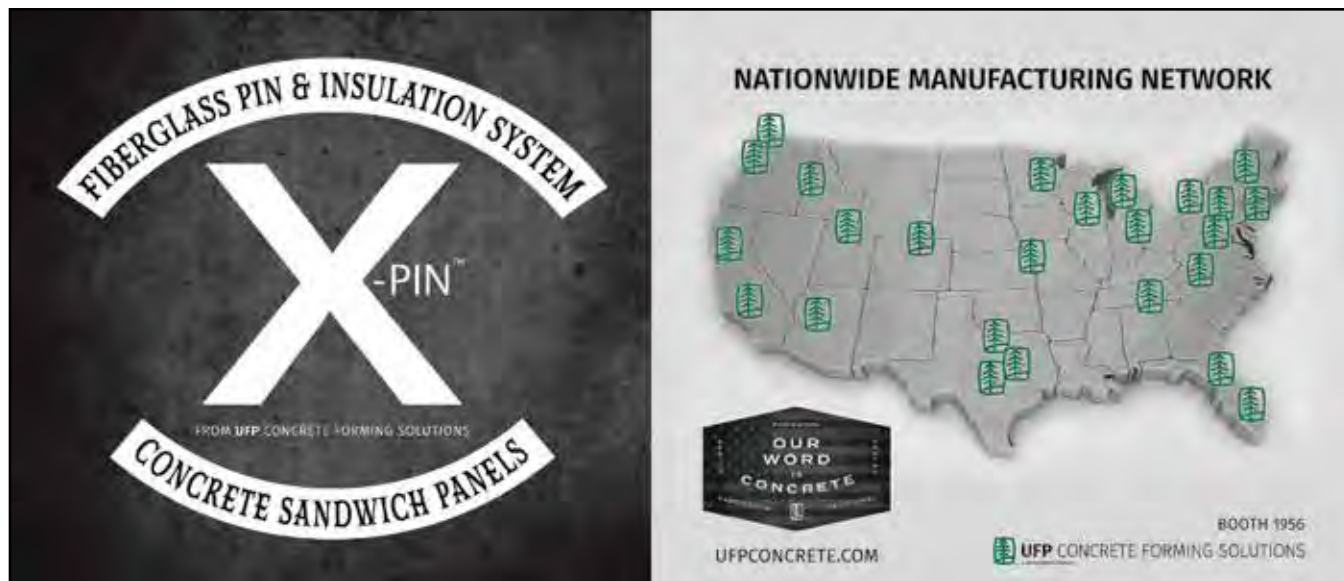 FIBERGLASS PIN & INSULATION SYSTEM
X-PIN™
FROM UFP CONCRETE FORMING SOLUTIONS
CONCRETE SANDWICH PANELS
NATIONWIDE MANUFACTURING NETWORK
OUR
WORD
IS
CONCRETE
UFPCONCRETE.COM
BOOTH 1956
UFP CONCRETE FORMING SOLUTIONS